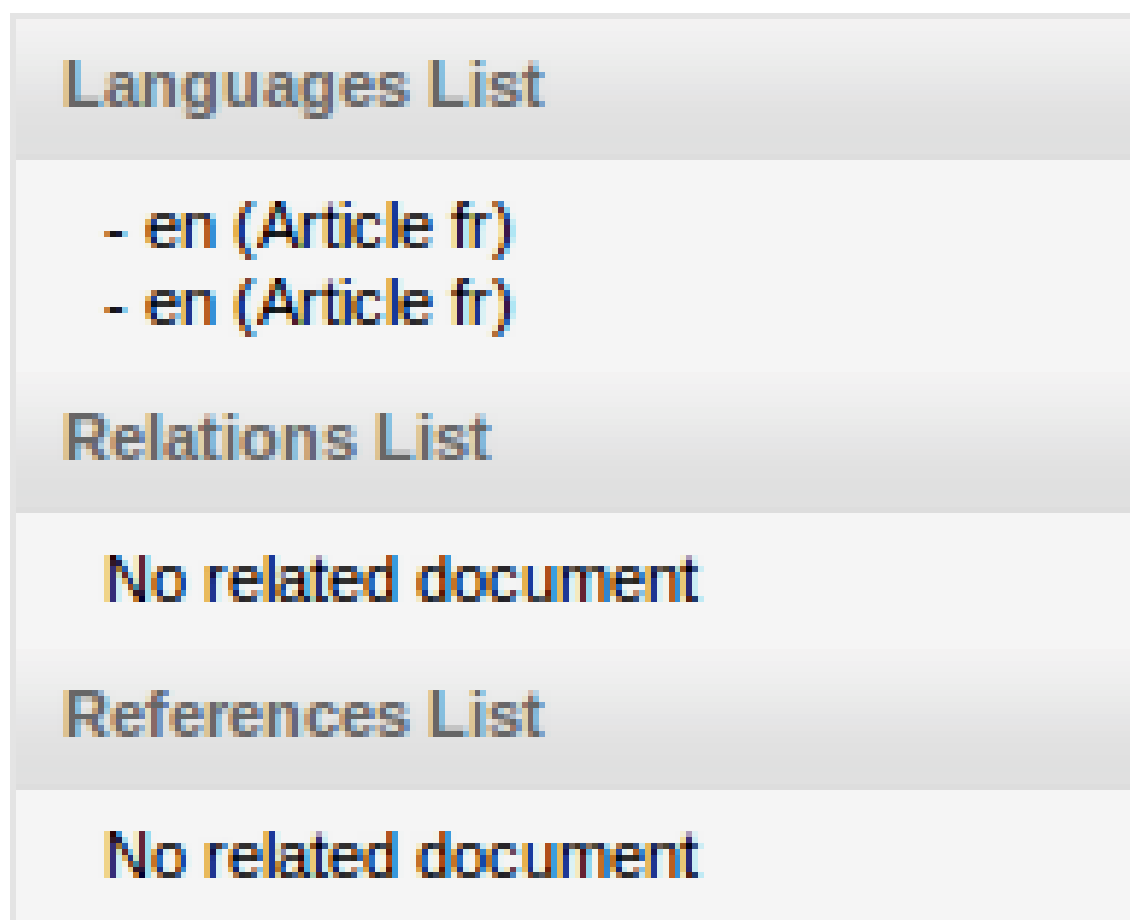 Languages List
- en (Article fr)
- en (Article fr)
Relations List
No related document
References List
No related document